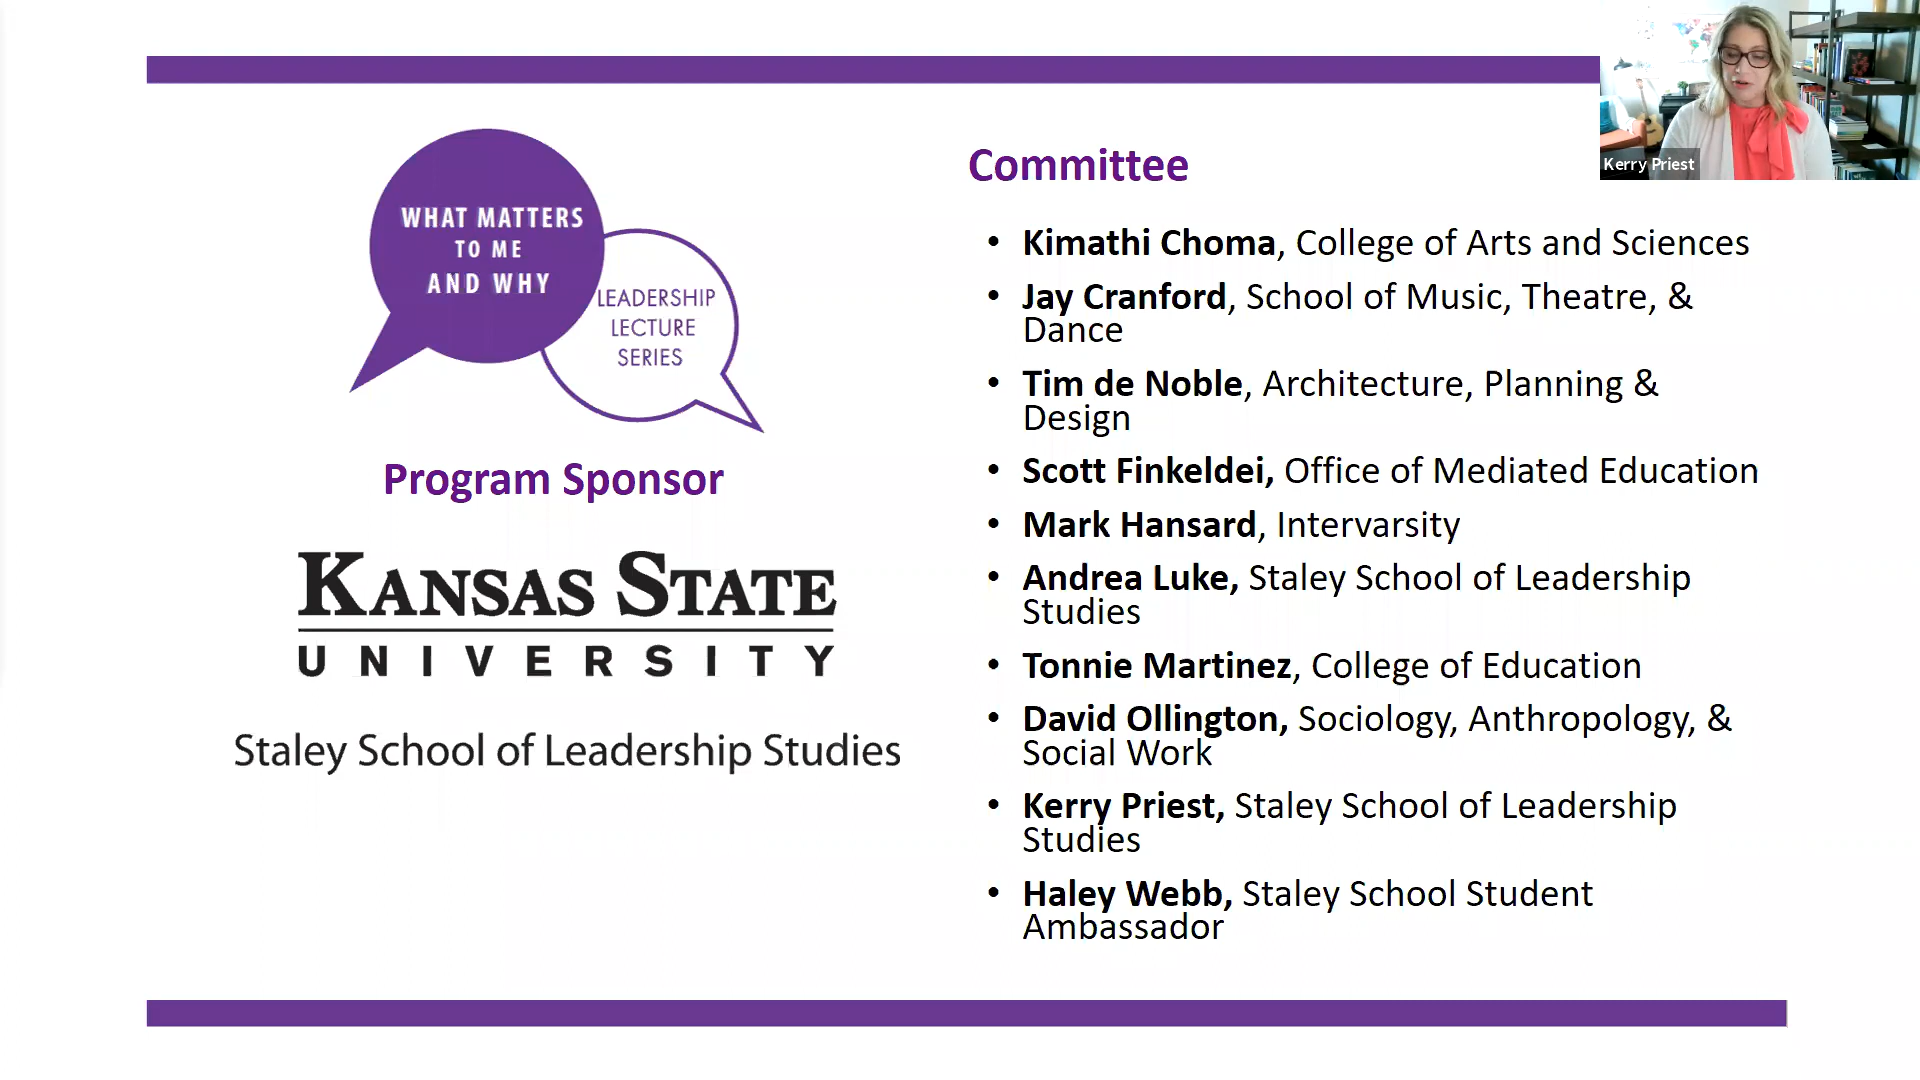 WHAT MATTERS
TO ME
AND WHY
LEADERSHIP
LECTURE
SERIES
Program Sponsor
KANSAS STATE
UNIVERSITY
Staley School of Leadership Studies
Committee
• Kimathi Choma, College of Arts and Sciences
• Jay Cranford, School of Music, Theatre, &
Dance
• Tim de Noble, Architecture, Planning &
Design
• Scott Finkeldei, Office of Mediated Education
• Mark Hansard, Intervarsity
• Andrea Luke, Staley School of Leadership
Studies
• Tonnie Martinez, College of Education
• David Ollington, Sociology, Anthropology, &
Social Work
• Kerry Priest, Staley School of Leadership
Studies
• Haley Webb, Staley School Student
Ambassador
Kerry Priest